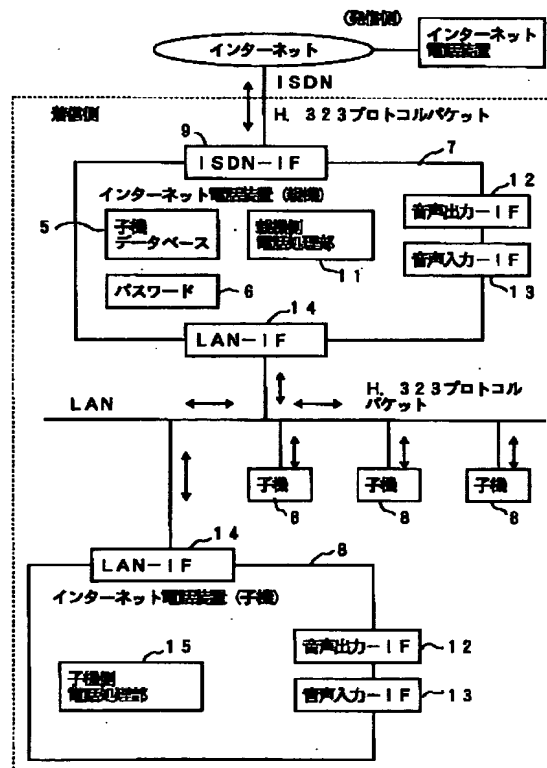 (発信側)
インターネット
インターネット
電話装置
ISDN
着信側
H. 323プロトコルパケット
9
ISDN-IF
7
インターネット電話装置(親機)
12
5
子機
データベース
親機側
電話処理部
音声出力-IF
11
音声入力-IF
13
パスワード
6
14
LAN-IF
LAN
H. 323プロトコル
パケット
子機
子機
子機
8
8
8
14
LAN-IF
8
インターネット電話装置(子機)
15
音声出力-IF
12
子機側
電話処理部
音声入力-IF
13